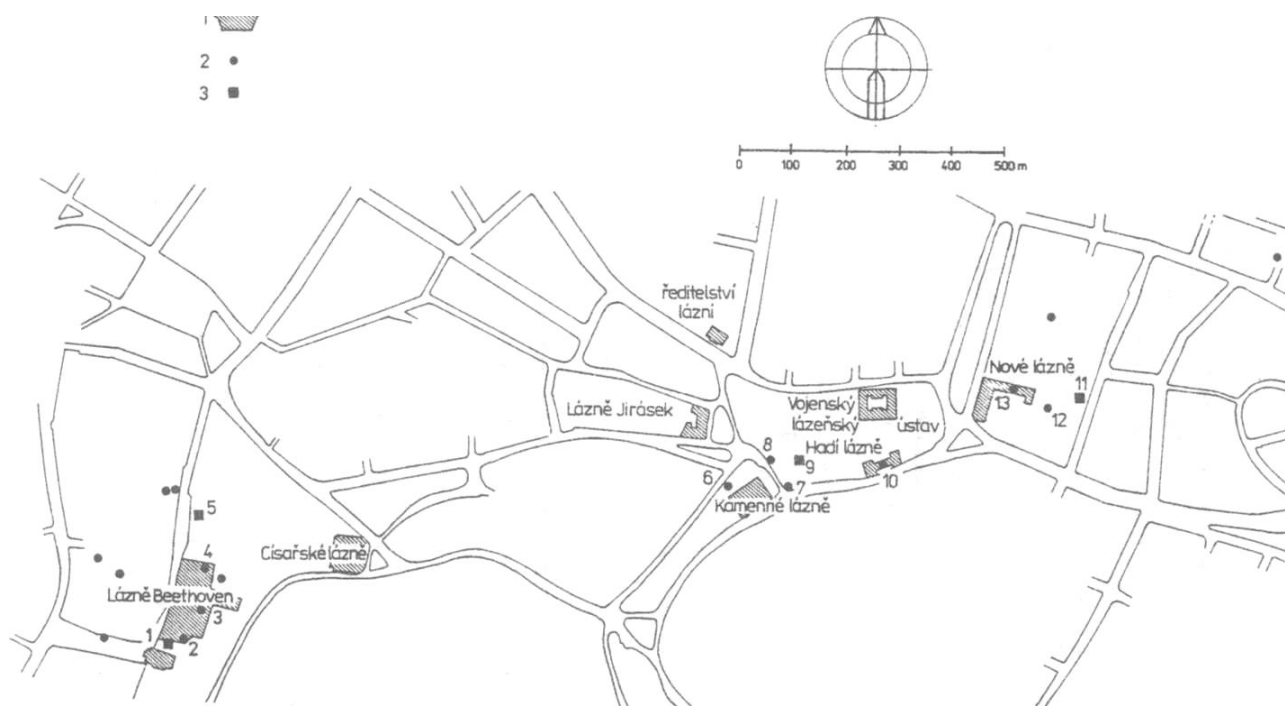 1
2
3
0 100 200 300 400 500 m
ředitelství
lázní
Nové lázně
11
13
12
Lázně Jirásek
Vojenský
lázeňský ústav
8
Hadí lázně
9
6
7
10
Kamenné lázně
5
Císařské lázně
4
Lázně Beethoven
3
1
2